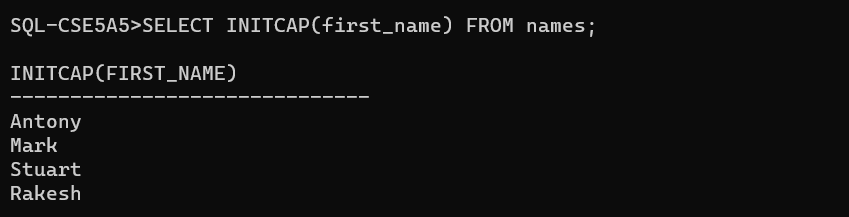 SQL-CSE5A5>SELECT INITCAP(first_name) FROM names;
INITCAP(FIRST_NAME)
------------------------------
Antony
Mark
Stuart
Rakesh